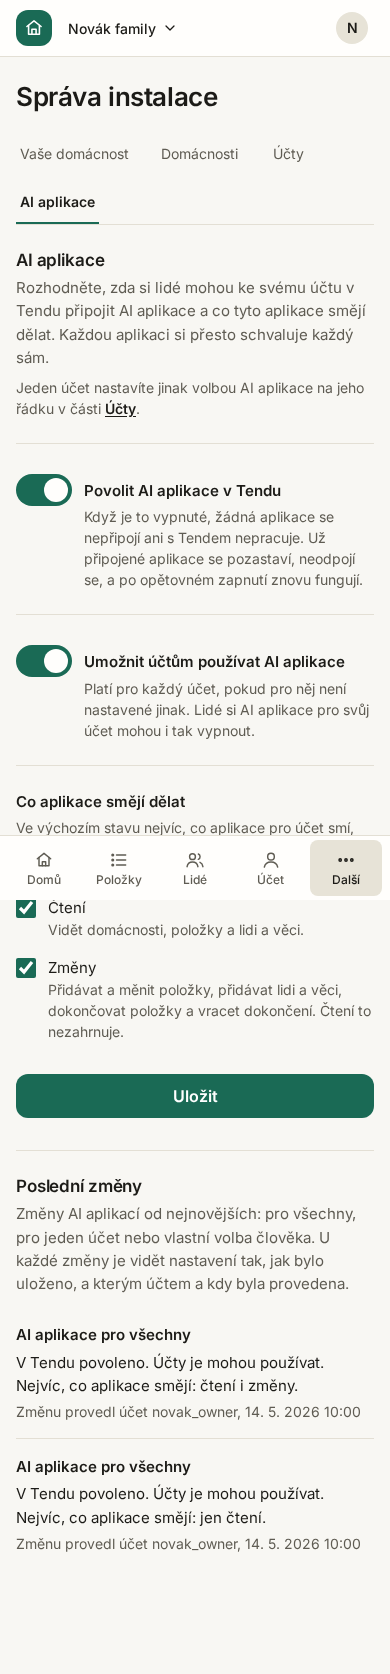 Novák family
N
Správa instalace
Vaše domácnost
Domácnosti
Účty
AI aplikace
AI aplikace
Rozhodněte, zda si lidé mohou ke svému účtu v
Tendu připojit AI aplikace a co tyto aplikace smějí
dělat. Každou aplikaci si přesto schvaluje každý
sám.
Jeden účet nastavíte jinak volbou AI aplikace na jeho
řádku v části Účty.
Povolit AI aplikace v Tendu
Když je to vypnuté, žádná aplikace se
nepřipojí ani s Tendem nepracuje. Už
připojené aplikace se pozastaví, neodpojí
se, a po opětovném zapnutí znovu fungují.
Umožnit účtům používat AI aplikace
Platí pro každý účet, pokud pro něj není
nastavené jinak. Lidé si AI aplikace pro svůj
účet mohou i tak vypnout.
Co aplikace smějí dělat
Ve výchozím stavu nejvíc, co aplikace pro účet smí,
Domů
Položky
Lidé
Účet
Další
Čtení
Vidět domácnosti, položky a lidi a věci.
Změny
Přidávat a měnit položky, přidávat lidi a věci,
dokončovat položky a vracet dokončení. Čtení to
nezahrnuje.
Uložit
Poslední změny
Změny AI aplikací od nejnovějších: pro všechny,
pro jeden účet nebo vlastní volba člověka. U
každé změny je vidět nastavení tak, jak bylo
uloženo, a kterým účtem a kdy byla provedena.
AI aplikace pro všechny
V Tendu povoleno. Účty je mohou používat.
Nejvíc, co aplikace smějí: čtení i změny.
Změnu provedl účet novak_owner, 14. 5. 2026 10:00
AI aplikace pro všechny
V Tendu povoleno. Účty je mohou používat.
Nejvíc, co aplikace smějí: jen čtení.
Změnu provedl účet novak_owner, 14. 5. 2026 10:00